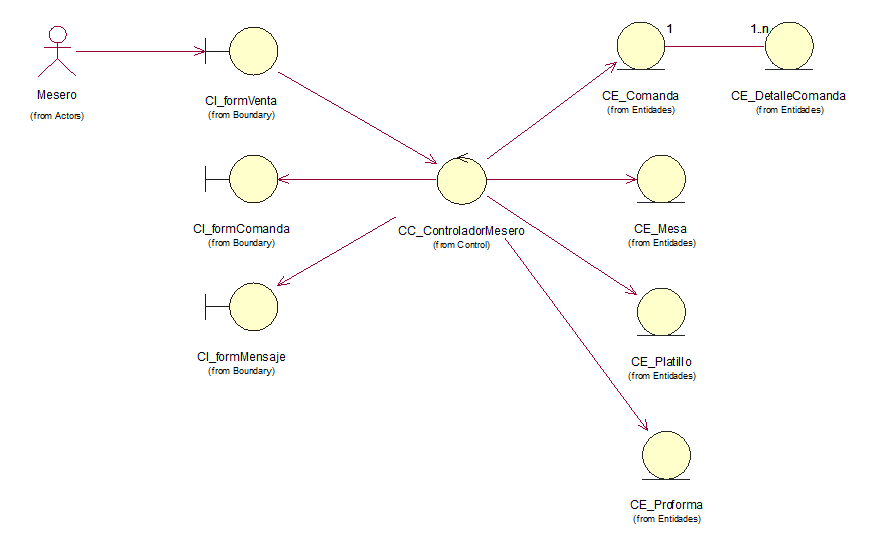 1
1..n
Mesero
(from Actors)
CI_formVenta
(from Boundary)
CE_Comanda
(from Entidades)
CE_DetalleComanda
(from Entidades)
CI_formComanda
(from Boundary)
CC_ControladorMesero
(from Control)
CE_Mesa
(from Entidades)
CI_formMensaje
(from Boundary)
CE_Platillo
(from Entidades)
CE_Proforma
(from Entidades)